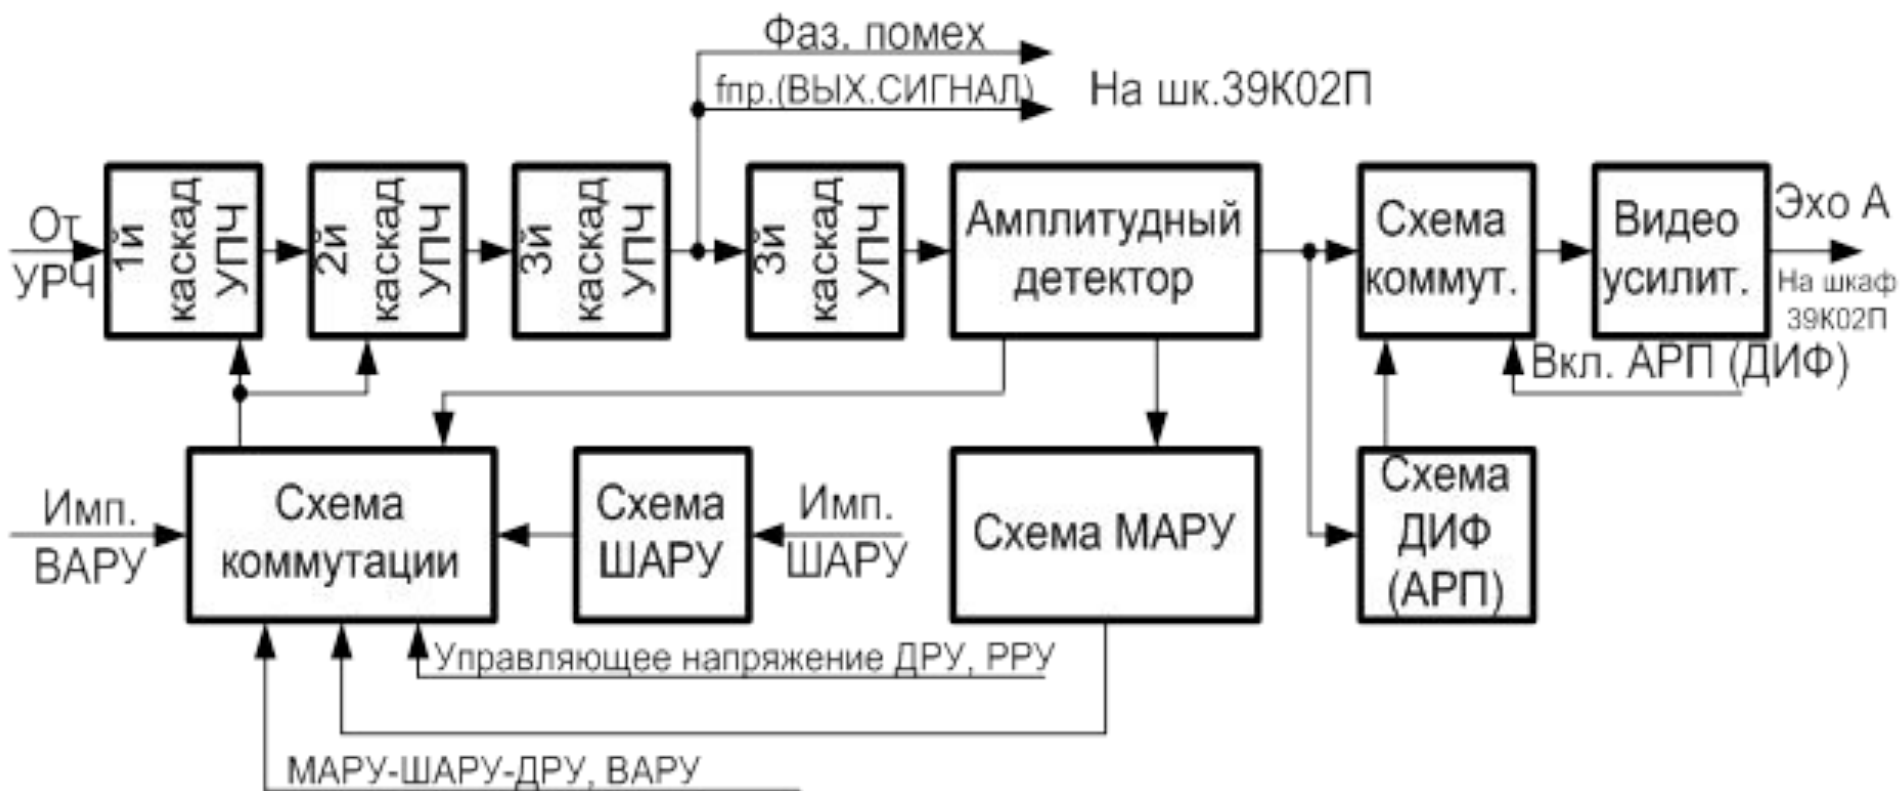 Фаз. помех
fпр.(ВЫХ.СИГНАЛ)
На шк.39К02П
От
УРЧ
1й
каскад
УПЧ
2й
каскад
УПЧ
3й
каскад
УПЧ
3й
каскад
УПЧ
Амплитудный
детектор
Схема
коммут.
Видео
усилит.
Эхо А
На шкаф
39К02П
Вкл. АРП (ДИФ)
Имп.
ВАРУ
Схема
коммутации
Схема
ШАРУ
Имп.
ШАРУ
Схема МАРУ
Схема
ДИФ
(АРП)
Управляющее напряжение ДРУ, РРУ
МАРУ-ШАРУ-ДРУ, ВАРУ